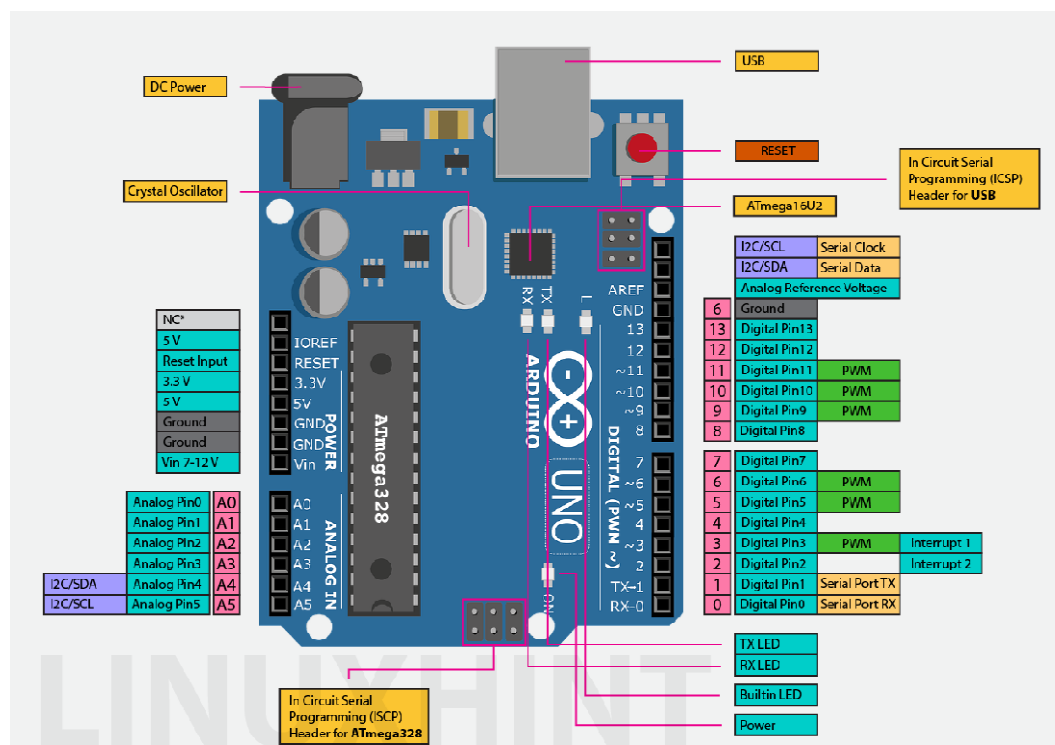 DC Power
USB
RESET
In Circuit Serial
Programming (ICSP)
Header for USB
Crystal Oscillator
ATmega16U2
I2C/SCL Serial Clock
I2C/SDA Serial Data
Analog Reference Voltage
6 Ground
13 Digital Pin13
12 Digital Pin12
11 Digital Pin11 PWM
10 Digital Pin10 PWM
9 Digital Pin9 PWM
8 Digital Pin8
7 Digital Pin7
6 Digital Pin6 PWM
5 Digital Pin5 PWM
4 Digital Pin4
3 Digital Pin3 PWM Interrupt 1
2 Digital Pin2 Interrupt 2
1 Digital Pin1 Serial Port TX
0 Digital Pin0 Serial Port RX
NC*
5 V
Reset Input
3.3 V
5 V
Ground
Ground
Vin 7-12 V
Analog Pin0 A0
Analog Pin1 A1
Analog Pin2 A2
Analog Pin3 A3
I2C/SDA Analog Pin4 A4
I2C/SCL Analog Pin5 A5
IOREF
RESET
3.3V
5V
GND
GND
Vin
POWER
A0
A1
A2
A3
A4
A5
ANALOG IN
ATmega328
RX
TX
L
ARDUINO
UNO
ON
AREF
GND
13
12
~11
~10
~9
8
7
~6
~5
4
~3
2
TX→1
RX←0
DIGITAL (PWN ~)
TX LED
RX LED
Builtin LED
Power
In Circuit Serial
Programming (ISCP)
Header for ATmega328
LINUXHINT